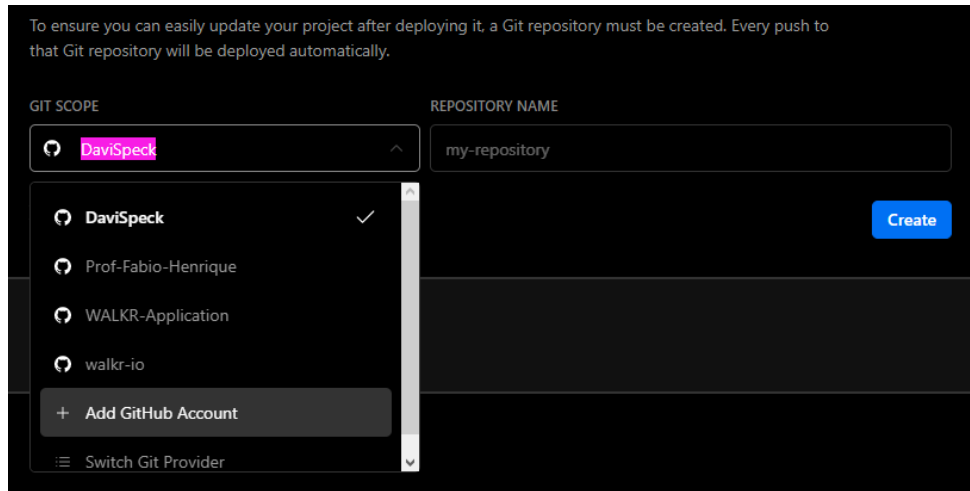 To ensure you can easily update your project after deploying it, a Git repository must be created. Every push to
that Git repository will be deployed automatically.
GIT SCOPE
REPOSITORY NAME
DaviSpeck
my-repository
DaviSpeck
Create
Prof-Fabio-Henrique
WALKR-Application
walkr-io
Add GitHub Account
Switch Git Provider